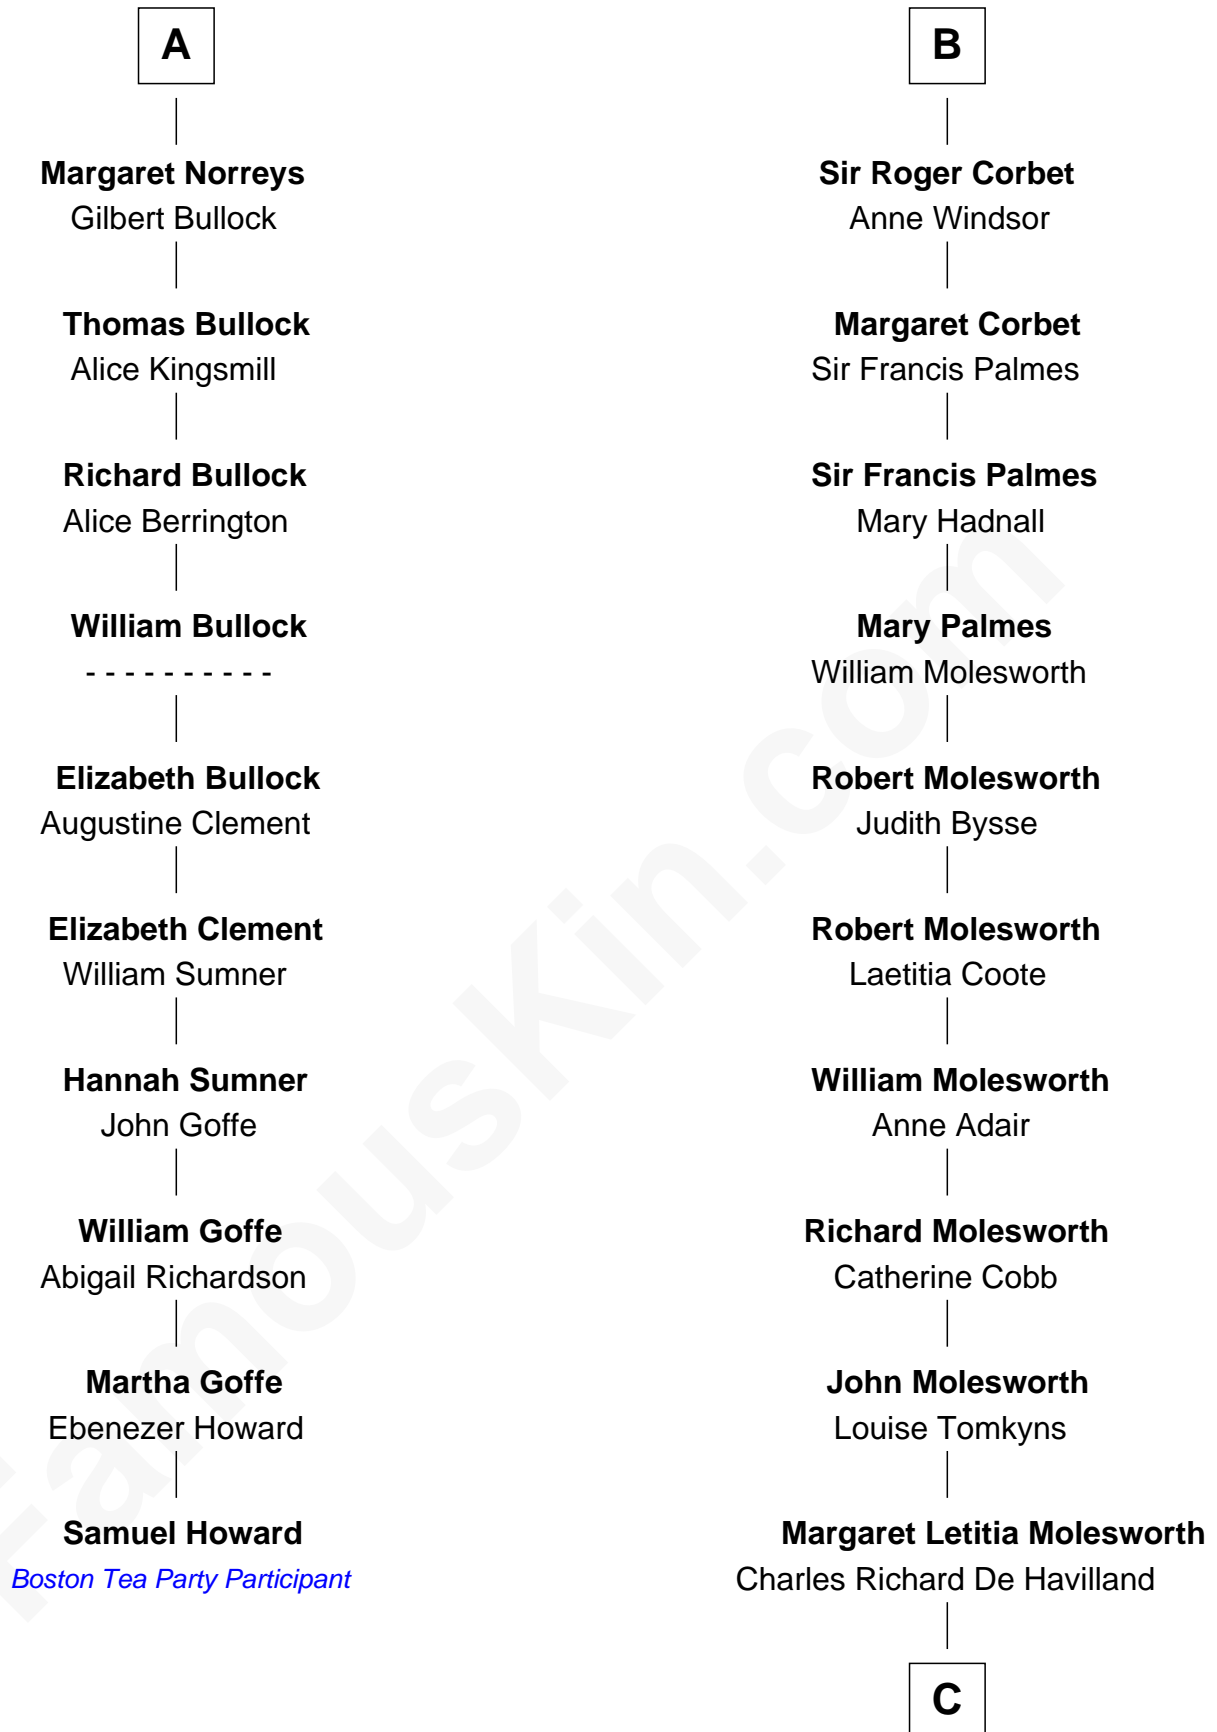 A
Margaret Norreys
Gilbert Bullock
Thomas Bullock
Alice Kingsmill
Richard Bullock
Alice Berrington
William Bullock
- - - - - - - - - -
Elizabeth Bullock
Augustine Clement
Elizabeth Clement
William Sumner
Hannah Sumner
John Goffe
William Goffe
Abigail Richardson
Martha Goffe
Ebenezer Howard
Samuel Howard
Boston Tea Party Participant
B
Sir Roger Corbet
Anne Windsor
Margaret Corbet
Sir Francis Palmes
Sir Francis Palmes
Mary Hadnall
Mary Palmes
William Molesworth
Robert Molesworth
Judith Bysse
Robert Molesworth
Laetitia Coote
William Molesworth
Anne Adair
Richard Molesworth
Catherine Cobb
John Molesworth
Louise Tomkyns
Margaret Letitia Molesworth
Charles Richard De Havilland
C
FamousKin.com